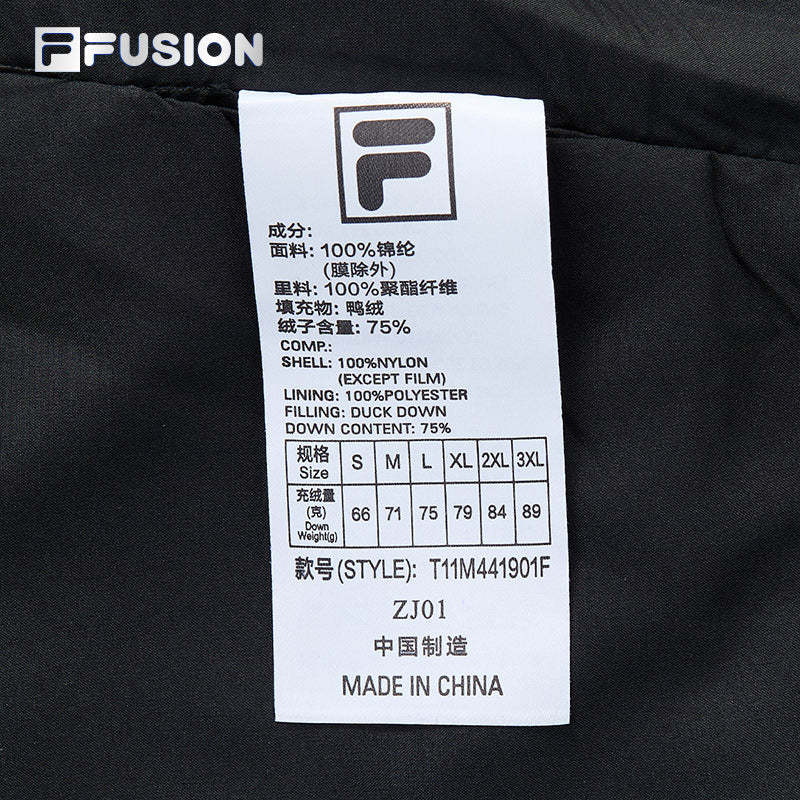 FUSION
成分:
面料: 100%锦纶
(膜除外)
里料: 100%聚酯纤维
填充物: 鸭绒
绒子含量: 75%
COMP.:
SHELL: 100%NYLON
(EXCEPT FILM)
LINING: 100%POLYESTER
FILLING: DUCK DOWN
DOWN CONTENT: 75%
规格 Size S M L XL 2XL 3XL
充绒量 (克) Down Weight(g) 66 71 75 79 84 89
款号(STYLE): T11M441901F
ZJ01
中国制造
MADE IN CHINA